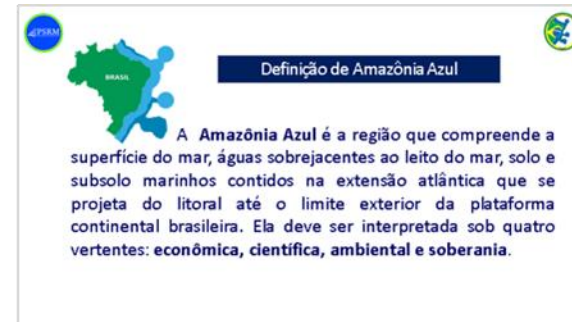 PSRM
BRASIL
Definição de Amazônia Azul
A Amazônia Azul é a região que compreende a
superfície do mar, águas sobrejacentes ao leito do mar, solo e
subsolo marinhos contidos na extensão atlântica que se
projeta do litoral até o limite exterior da plataforma
continental brasileira. Ela deve ser interpretada sob quatro
vertentes: econômica, científica, ambiental e soberania.